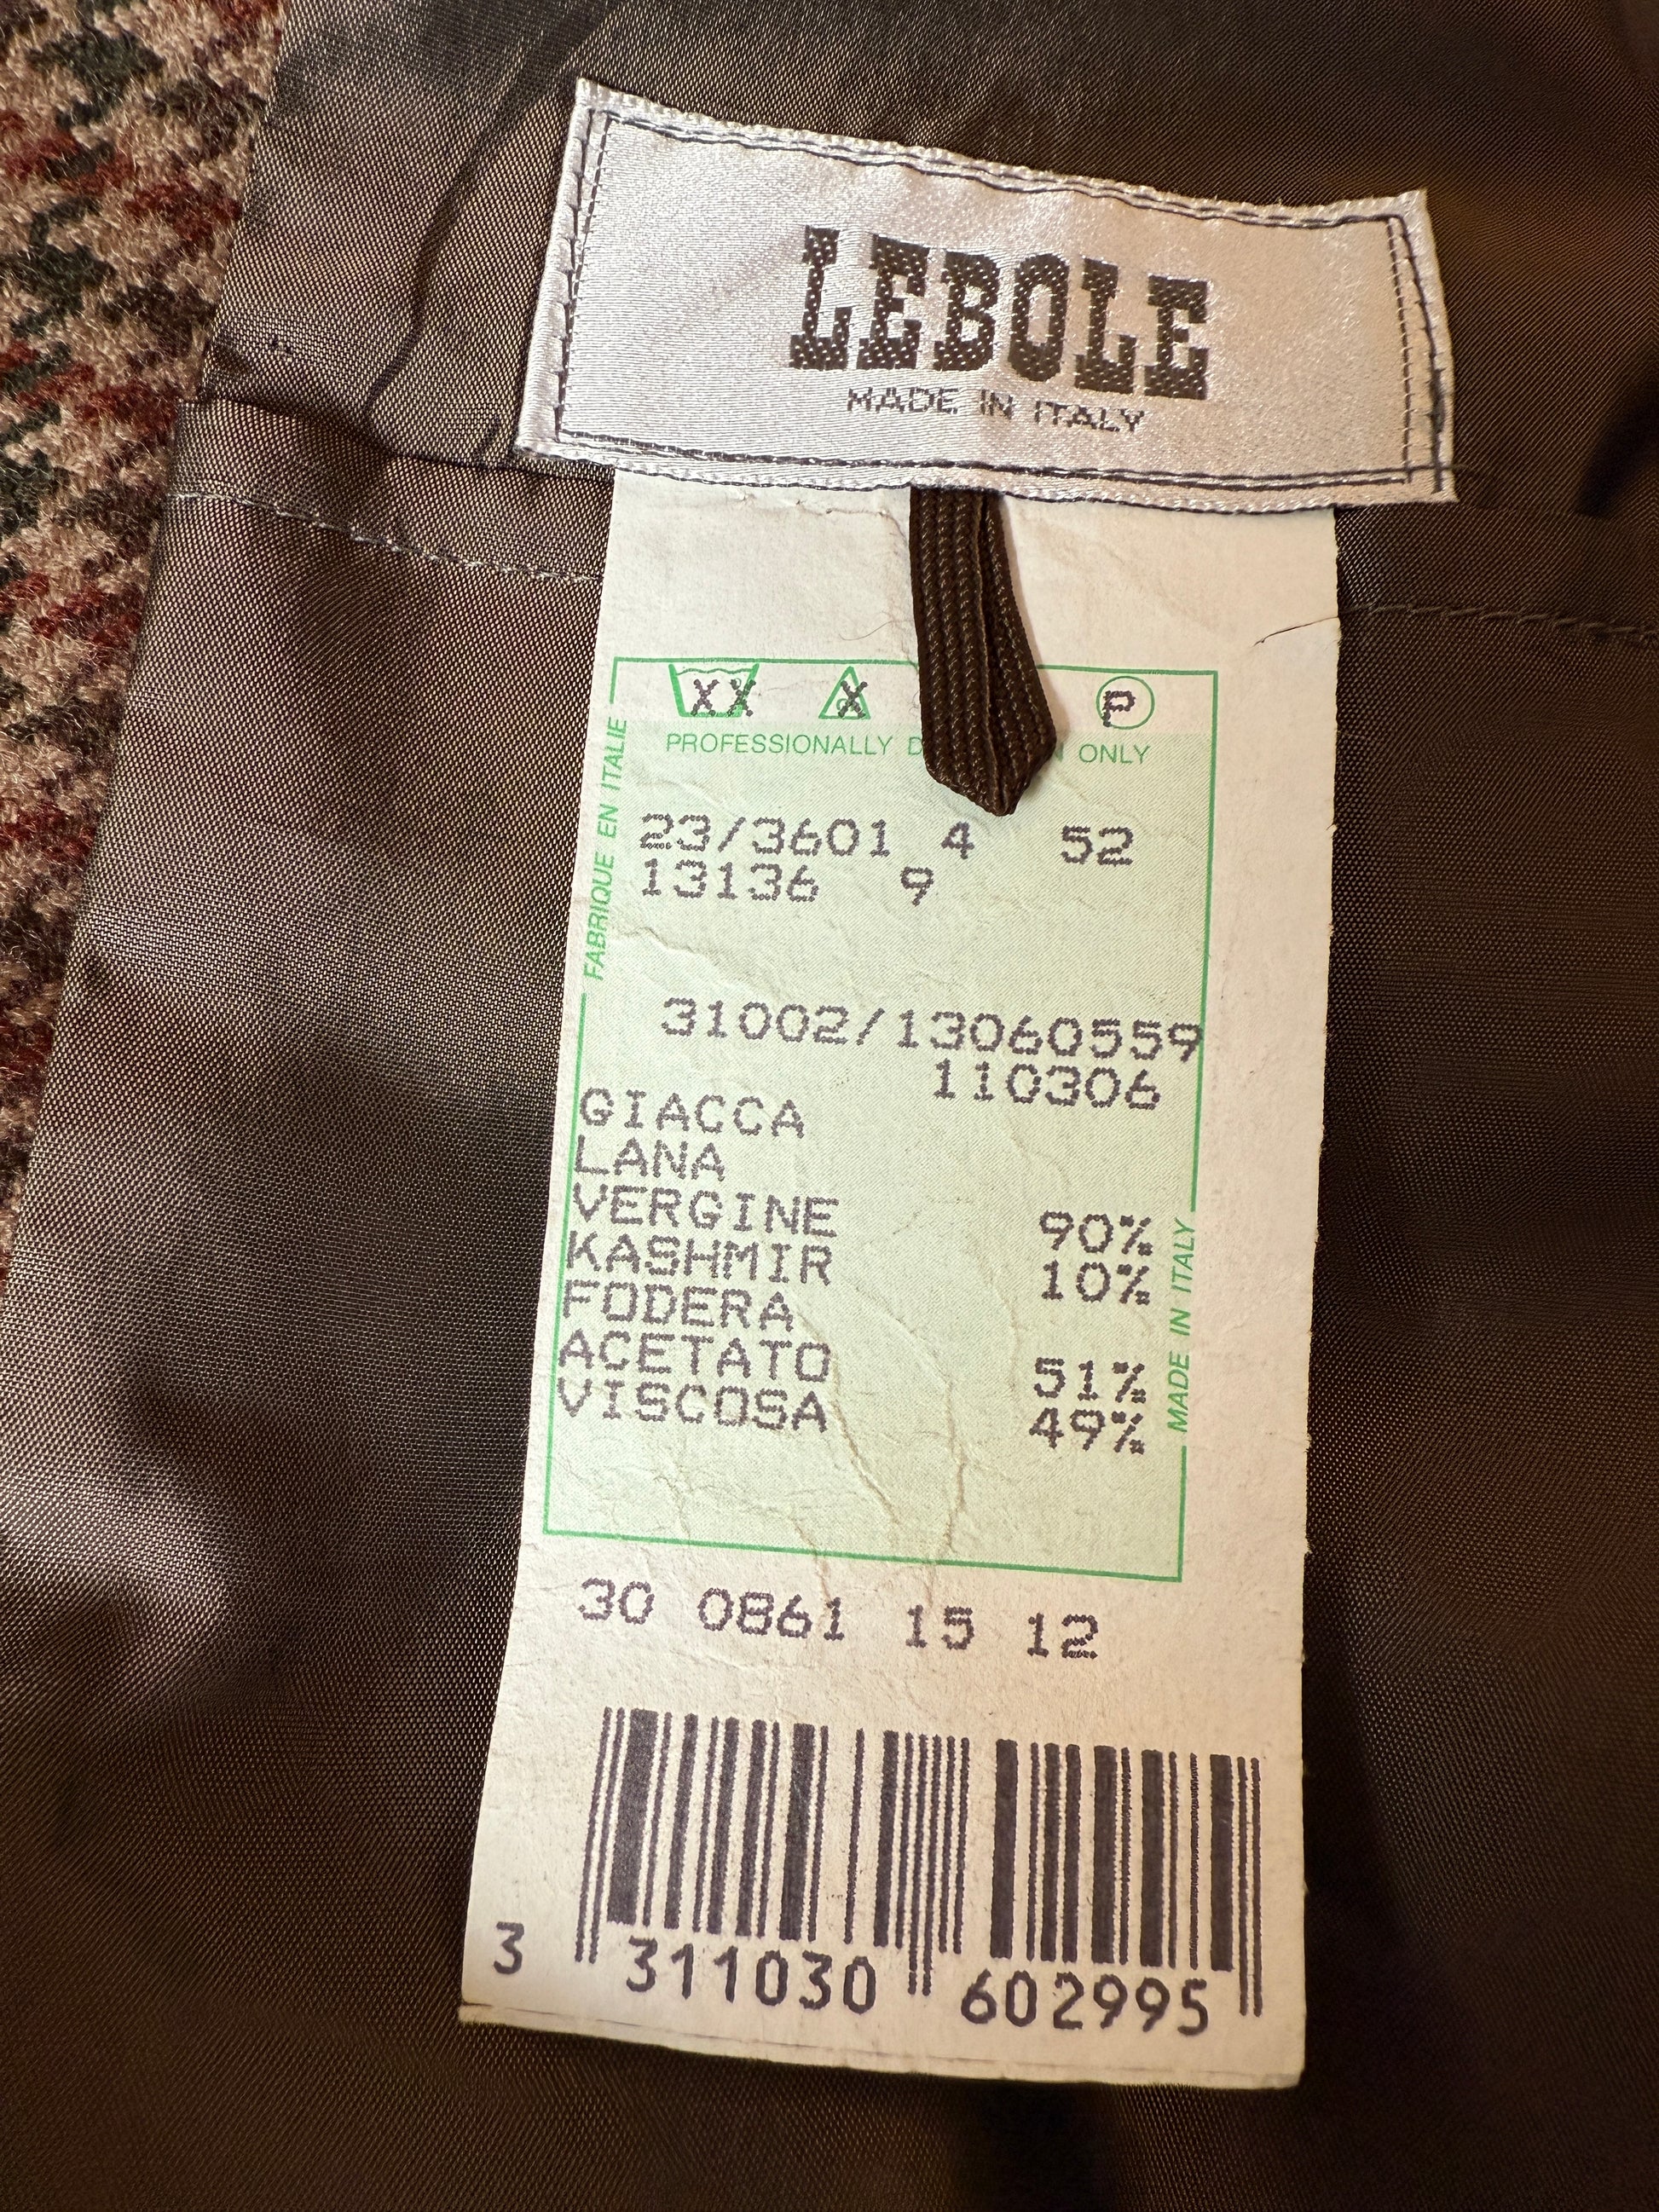 LEBOLE
MADE IN ITALY
XX X P
PROFESSIONALLY ONLY
FABRIQUE EN ITALIE
23/3601 4 52
13136 9
31002/13060559
110306
GIACCA
LANA
VERGINE 90%
KASHMIR 10%
FODERA
ACETATO 51%
VISCOSA 49%
MADE IN ITALY
30 0861 15 12
3 311030 602995